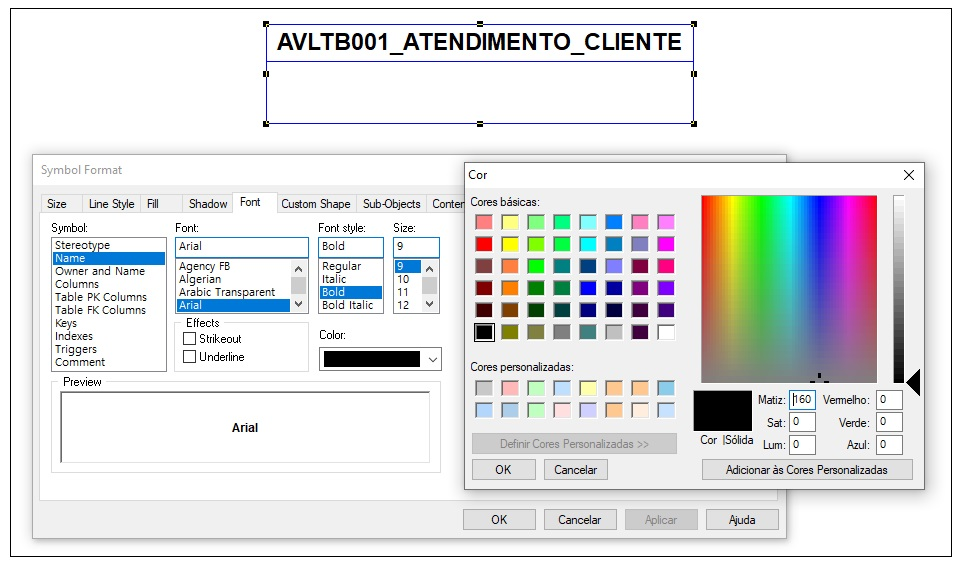 AVLTB001_ATENDIMENTO_CLIENTE
Symbol Format
Size Line Style Fill Shadow Font Custom Shape Sub-Objects
Symbol:
Stereotype
Name
Owner and Name
Columns
Table PK Columns
Table FK Columns
Keys
Indexes
Triggers
Comment
Font:
Arial
Agency FB
Algerian
Arabic Transparent
Arial
Font style:
Bold
Regular
Italic
Bold
Bold Italic
Size:
9
9
10
11
12
Effects
Strikeout
Underline
Color:
Preview
Arial
OK Cancelar Aplicar Ajuda
Cor
Cores básicas:
Cores personalizadas:
Definir Cores Personalizadas >>
OK Cancelar
Cor |Sólida
Matiz: 160 Vermelho: 0
Sat: 0 Verde: 0
Lum: 0 Azul: 0
Adicionar às Cores Personalizadas